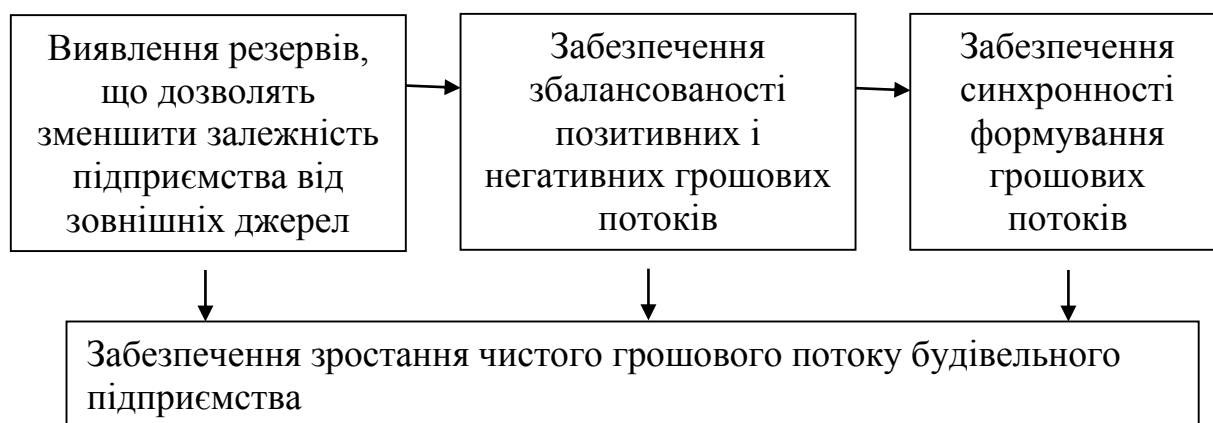 Виявлення резервів,
що дозволять
зменшити залежність
підприємства від
зовнішніх джерел
Забезпечення
збалансованості
позитивних і
негативних грошових
потоків
Забезпечення
синхронності
формування
грошових
потоків
Забезпечення зростання чистого грошового потоку будівельного
підприємства